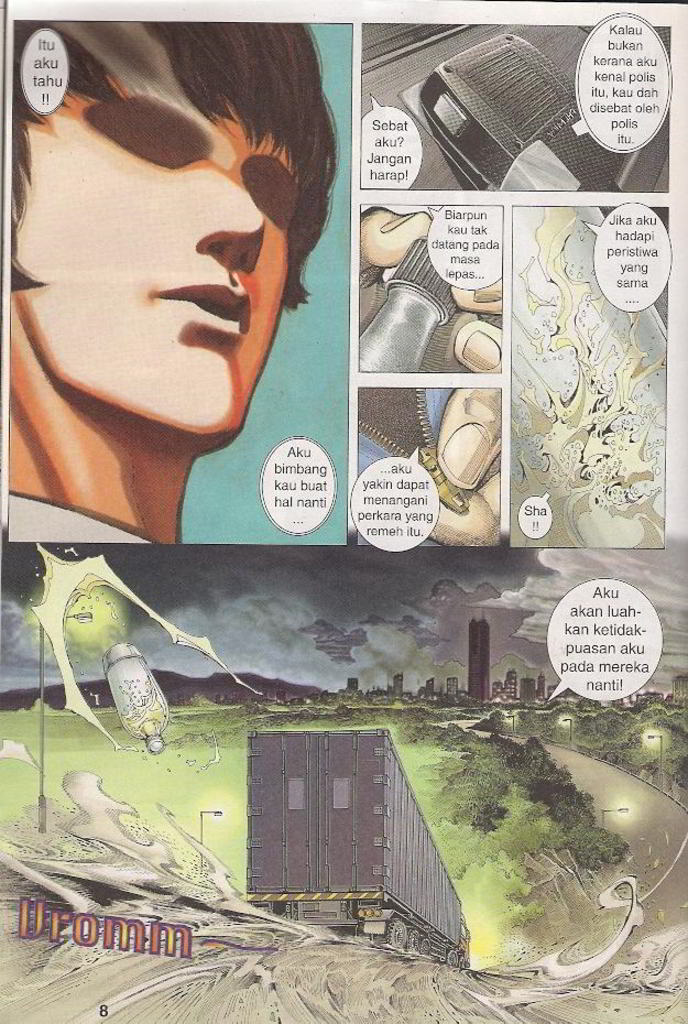 Itu
aku
tahu
!!
Kalau
bukan
kerana aku
kenal polis
itu, kau dah
disebat oleh
polis
itu.
Sebat
aku?
Jangan
harap!
Biarpun
kau tak
datang pada
masa
lepas...
Jika aku
hadapi
peristiwa
yang
sama
....
Aku
bimbang
kau buat
hal nanti
...
...aku
yakin dapat
menangani
perkara yang
remeh itu.
Sha
!!
Aku
akan luah-
kan ketidak-
puasan aku
pada mereka
nanti!
Vromm
8